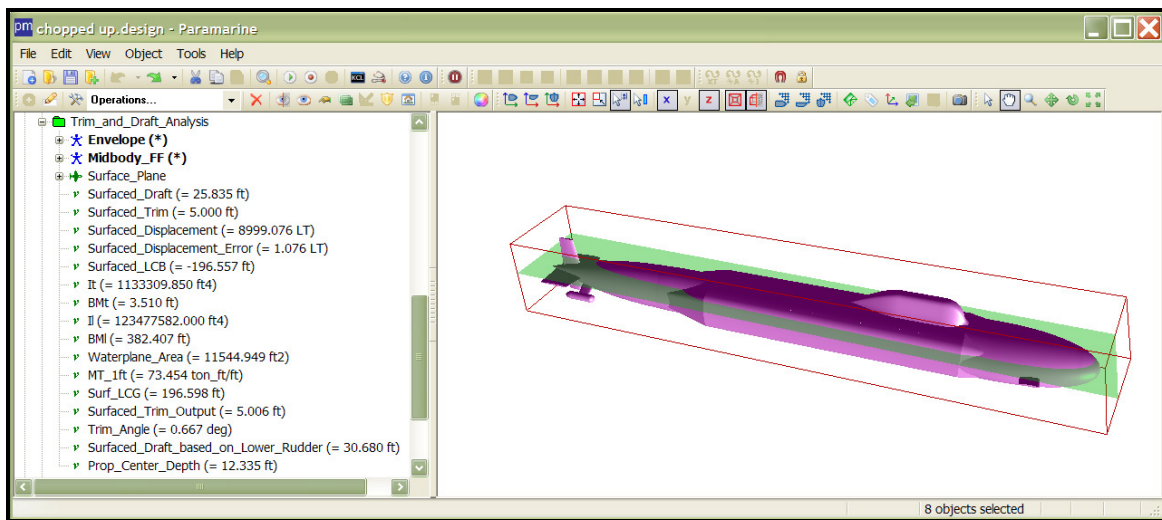 pm chopped up.design - Paramarine
File Edit View Object Tools Help
KCL
Operations...
x y z
Trim_and_Draft_Analysis
Envelope (*)
Midbody_FF (*)
Surface_Plane
v Surfaced_Draft (= 25.835 ft)
v Surfaced_Trim (= 5.000 ft)
v Surfaced_Displacement (= 8999.076 LT)
v Surfaced_Displacement_Error (= 1.076 LT)
v Surfaced_LCB (= -196.557 ft)
v It (= 1133309.850 ft4)
v BMt (= 3.510 ft)
v Il (= 123477582.000 ft4)
v BMl (= 382.407 ft)
v Waterplane_Area (= 11544.949 ft2)
v MT_1ft (= 73.454 ton_ft/ft)
v Surf_LCG (= 196.598 ft)
v Surfaced_Trim_Output (= 5.006 ft)
v Trim_Angle (= 0.667 deg)
v Surfaced_Draft_based_on_Lower_Rudder (= 30.680 ft)
v Prop_Center_Depth (= 12.335 ft)
8 objects selected